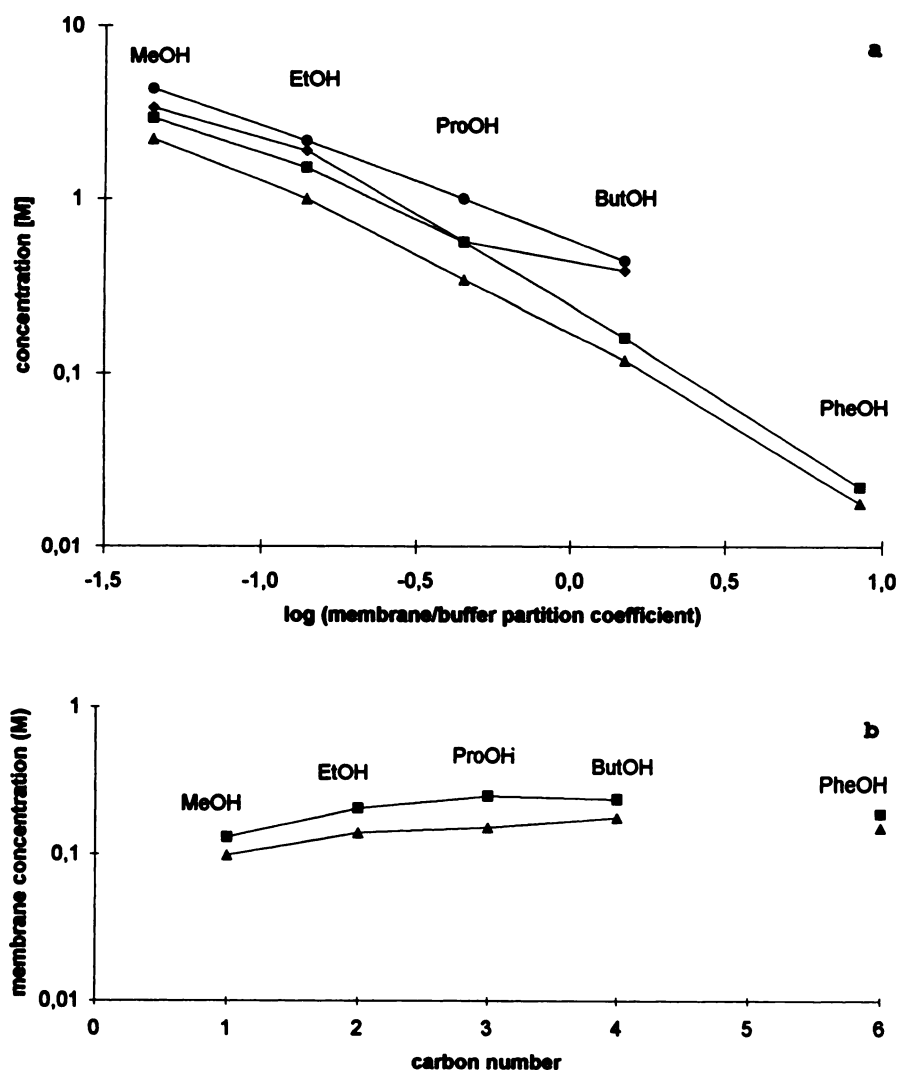 10
MeOH
a
EtOH
ProOH
1
ButOH
concentration [M]
0,1
PheOH
0,01
-1,5
-1,0
-0,5
0,0
0,5
1,0
log (membrane/buffer partition coefficient)
1
b
ProOH
EtOH
ButOH
PheOH
MeOH
membrane concentration (M)
0,1
0,01
0
1
2
3
4
5
6
carbon number